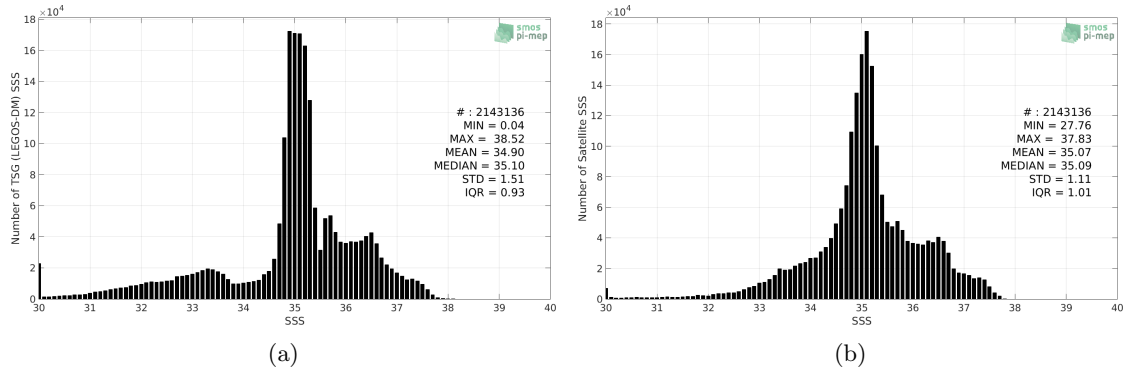 ×10⁴
18
16
14
12
10
8
6
4
2
0
Number of TSG (LEGOS-DM) SSS
smos
pi-mep
# : 2143136
MIN = 0.04
MAX = 38.52
MEAN = 34.90
MEDIAN = 35.10
STD = 1.51
IQR = 0.93
30 31 32 33 34 35 36 37 38 39 40
SSS
(a)
×10⁴
18
16
14
12
10
8
6
4
2
0
Number of Satellite SSS
smos
pi-mep
# : 2143136
MIN = 27.76
MAX = 37.83
MEAN = 35.07
MEDIAN = 35.09
STD = 1.11
IQR = 1.01
30 31 32 33 34 35 36 37 38 39 40
SSS
(b)